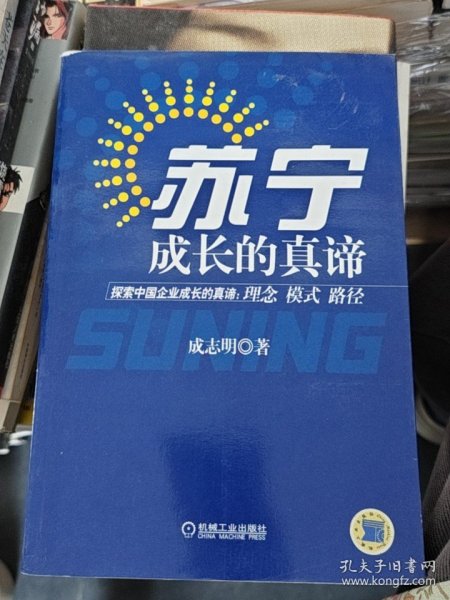 苏宁
成长的真谛
探索中国企业成长的真谛：理念 模式 路径
SUNING
成志明◎著
机械工业出版社
CHINA MACHINE PRESS
孔夫子旧书网
www.kongfz.com